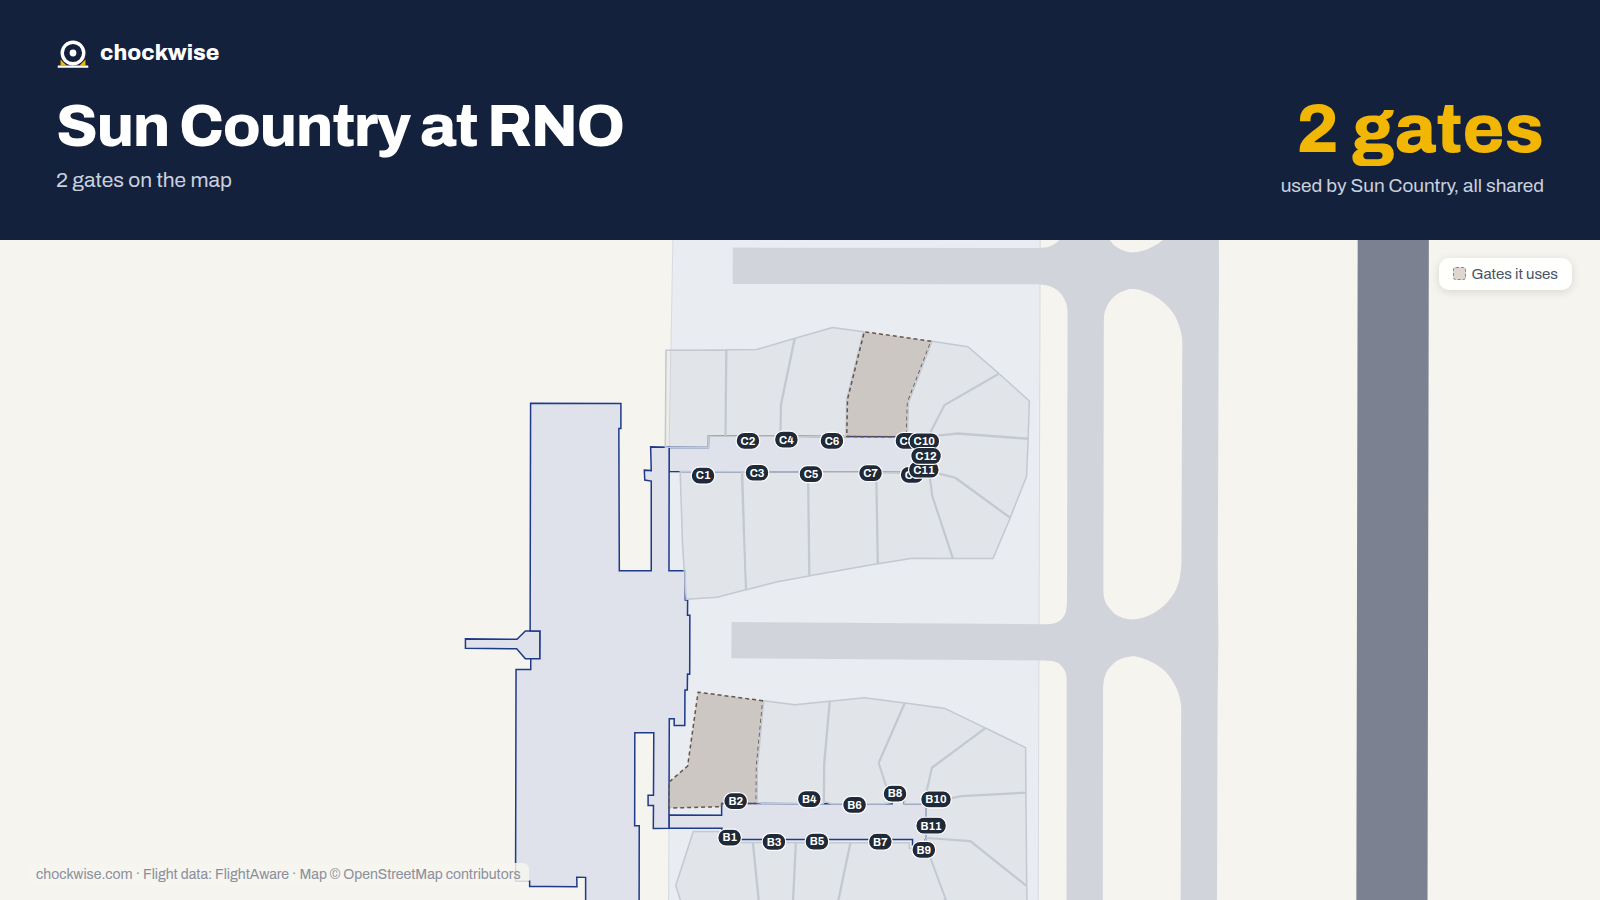 chockwise
Sun Country at RNO
2 gates on the map
2 gates
used by Sun Country, all shared
Gates it uses
C2
C4
C6
C10
C12
C11
C1
C3
C5
C7
B2
B4
B6
B8
B10
B11
B1
B3
B5
B7
B9
chockwise.com · Flight data: FlightAware · Map © OpenStreetMap contributors